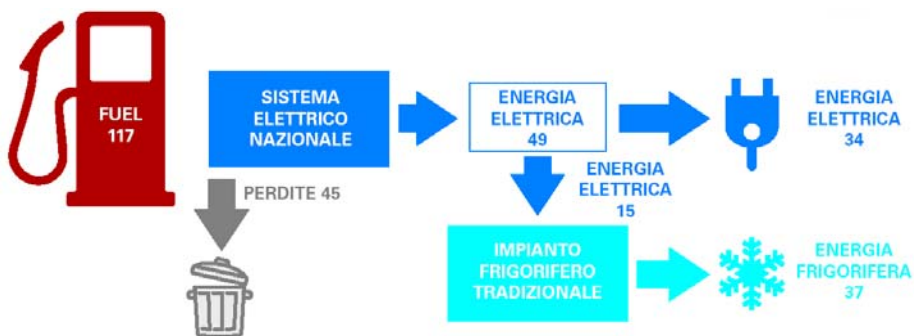 FUEL
117
SISTEMA
ELETTRICO
NAZIONALE
PERDITE 45
ENERGIA
ELETTRICA
49
ENERGIA
ELETTRICA
34
ENERGIA
ELETTRICA
15
IMPIANTO
FRIGORIFERO
TRADIZIONALE
ENERGIA
FRIGORIFERA
37